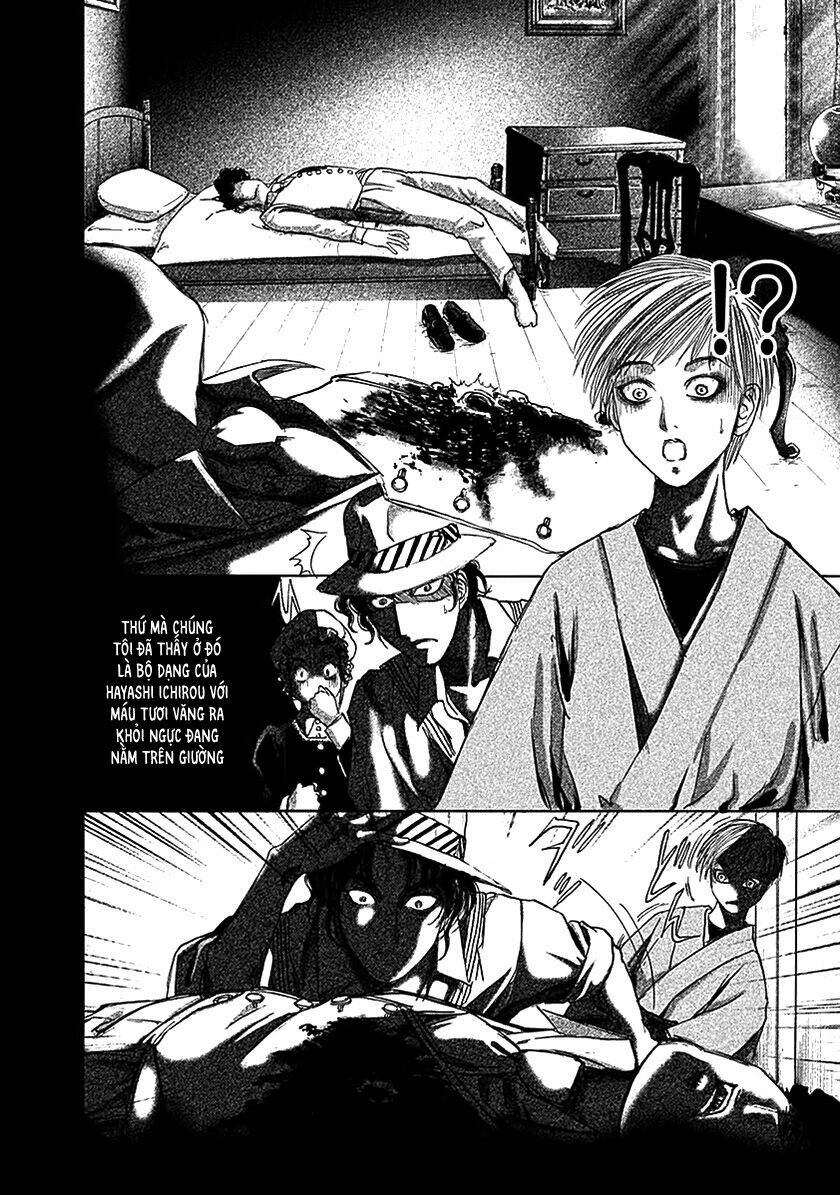 !?
THỨ MÀ CHÚNG
TÔI ĐÃ THẤY Ở ĐÓ
LÀ BỘ DẠNG CỦA
HAYASHI ICHIROU VỚI
MÁU TƯƠI VĂNG RA
KHỎI NGỰC ĐANG
NẰM TRÊN GIƯỜNG